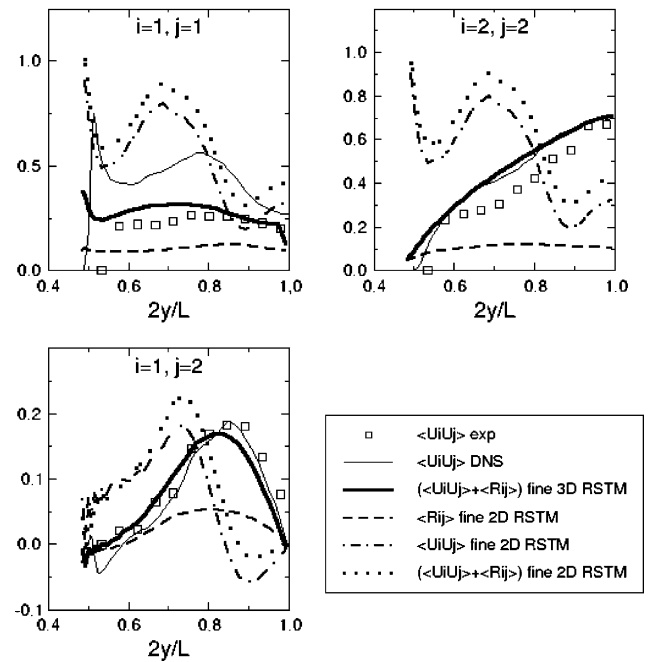 i=1, j=1
1.0
0.5
0.0
0.4 0.6 0.8 1,0
2y/L
i=2, j=2
1.0
0.8
0.6
0.4
0.2
0.0
0.4 0.6 0.8 1.0
2y/L
i=1, j=2
0.2
0.1
0.0
-0.1
0.4 0.6 0.8 1.0
2y/L
<UiUj> exp
<UiUj> DNS
(<UiUj>+<Rij>) fine 3D RSTM
<Rij> fine 2D RSTM
<UiUj> fine 2D RSTM
(<UiUj>+<Rij>) fine 2D RSTM